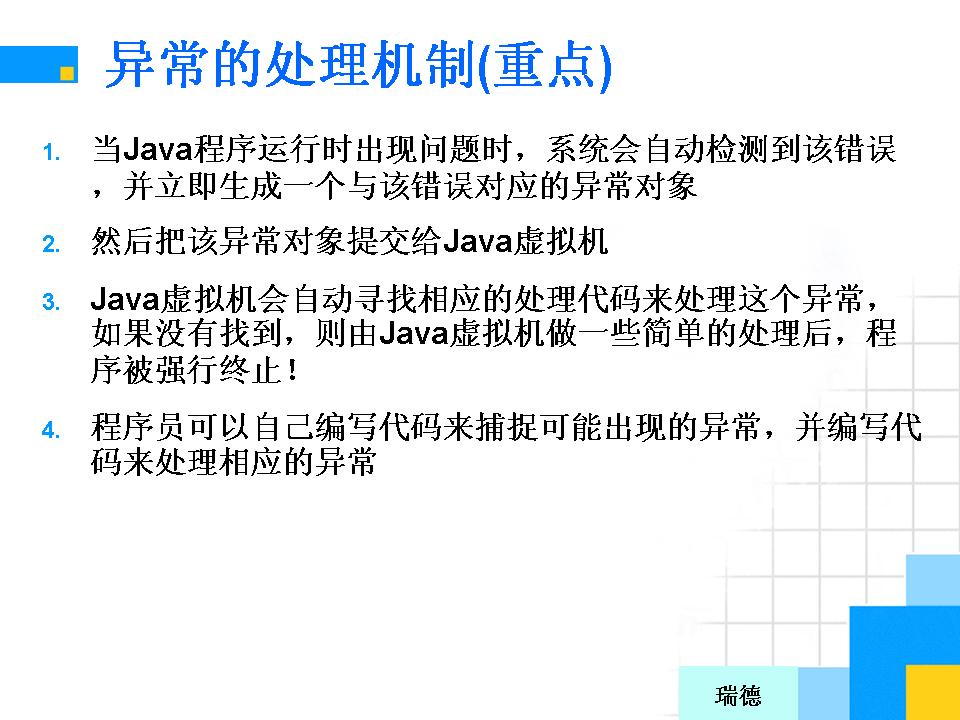 异常的处理机制(重点)
1. 当Java程序运行时出现问题时，系统会自动检测到该错误
，并立即生成一个与该错误对应的异常对象
2. 然后把该异常对象提交给Java虚拟机
3. Java虚拟机会自动寻找相应的处理代码来处理这个异常，
如果没有找到，则由Java虚拟机做一些简单的处理后，程
序被强行终止！
4. 程序员可以自己编写代码来捕捉可能出现的异常，并编写代
码来处理相应的异常
瑞德